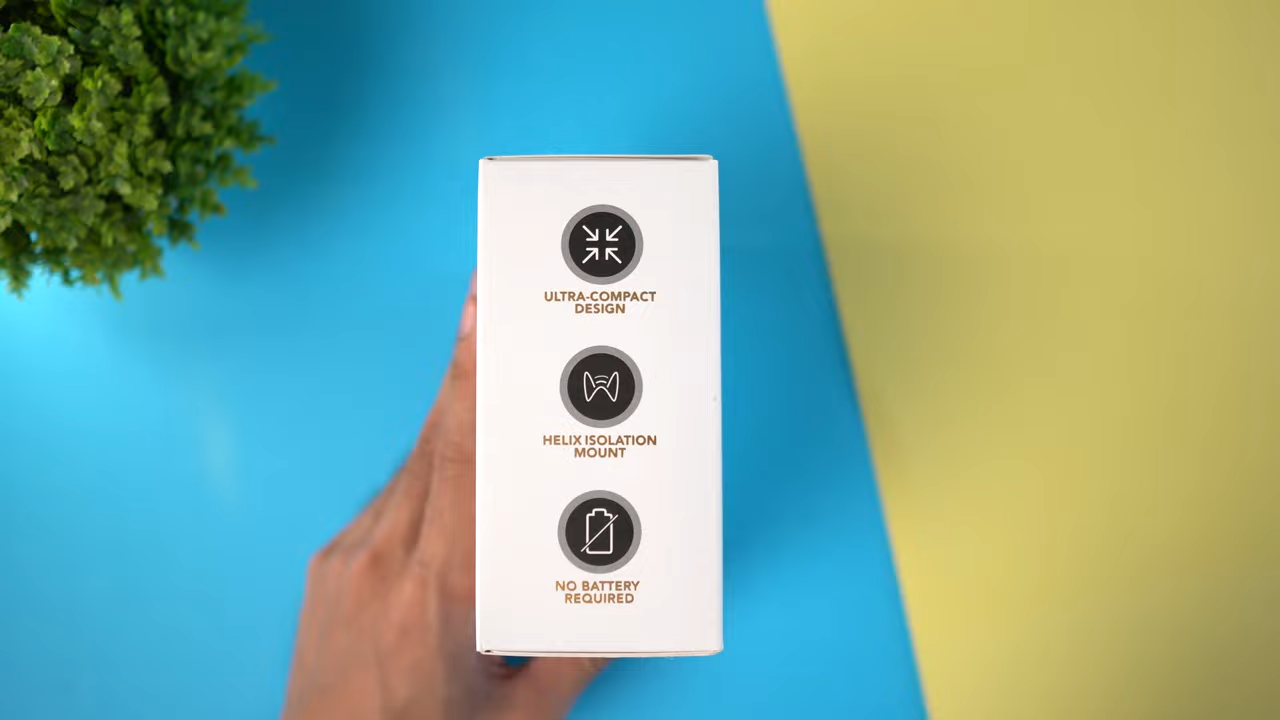 ULTRA-COMPACT
DESIGN
HELIX ISOLATION
MOUNT
NO BATTERY
REQUIRED